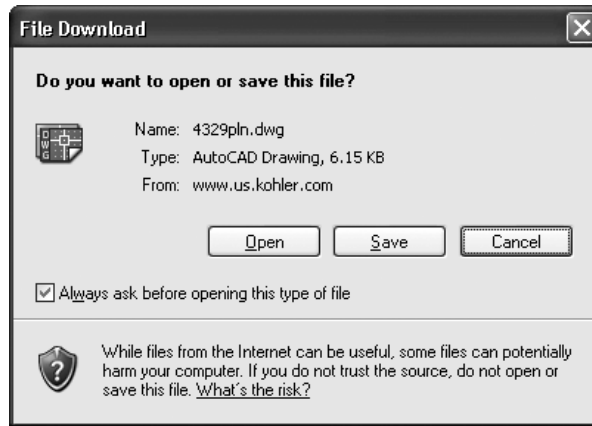 File Download
Do you want to open or save this file?
DWG
Name: 4329pln.dwg
Type: AutoCAD Drawing, 6.15 KB
From: www.us.kohler.com
Open Save Cancel
Always ask before opening this type of file
While files from the Internet can be useful, some files can potentially
harm your computer. If you do not trust the source, do not open or
save this file. What's the risk?